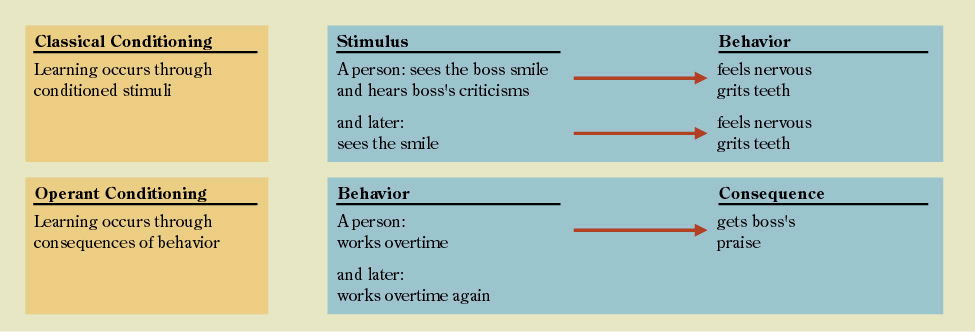 Classical Conditioning
Learning occurs through
conditioned stimuli
Stimulus
A person: sees the boss smile
and hears boss's criticisms
and later:
sees the smile
Behavior
feels nervous
grits teeth
feels nervous
grits teeth
Operant Conditioning
Learning occurs through
consequences of behavior
Behavior
A person:
works overtime
and later:
works overtime again
Consequence
gets boss's
praise